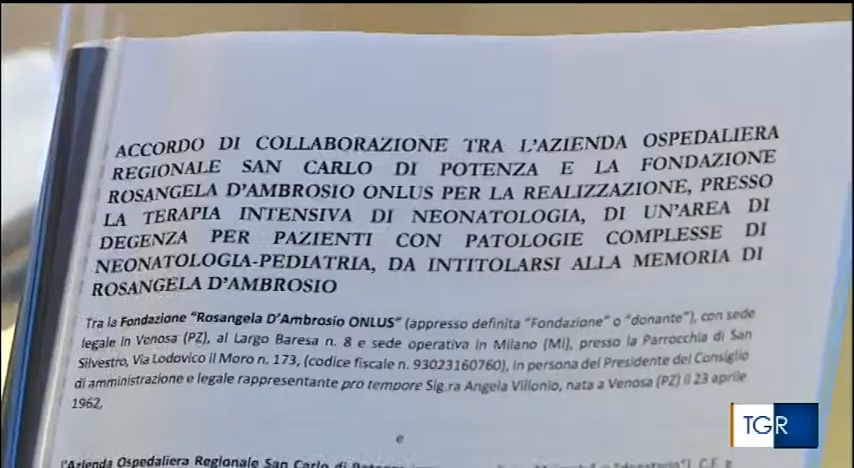 ACCORDO DI COLLABORAZIONE TRA L'AZIENDA OSPEDALIERA
REGIONALE SAN CARLO DI POTENZA E LA FONDAZIONE
ROSANGELA D'AMBROSIO ONLUS PER LA REALIZZAZIONE, PRESSO
LA TERAPIA INTENSIVA DI NEONATOLOGIA, DI UN'AREA DI
DEGENZA PER PAZIENTI CON PATOLOGIE COMPLESSE DI
NEONATOLOGIA-PEDIATRIA, DA INTITOLARSI ALLA MEMORIA DI
ROSANGELA D'AMBROSIO
Tra la Fondazione "Rosangela D'Ambrosio ONLUS" (appresso definita "Fondazione" o "donante"), con sede
legale in Venosa (PZ), al Largo Baresa n. 8 e sede operativa in Milano (MI), presso la Parrocchia di San
Silvestro, Via Lodovico il Moro n. 173, (codice fiscale n. 93023160760), in persona del Presidente del Consiglio
di amministrazione e legale rappresentante pro tempore Sig.ra Angela Villonio, nata a Venosa (PZ) il 23 aprile
1962,
e
l'Azienda Ospedaliera Regionale San Carlo di
TGR